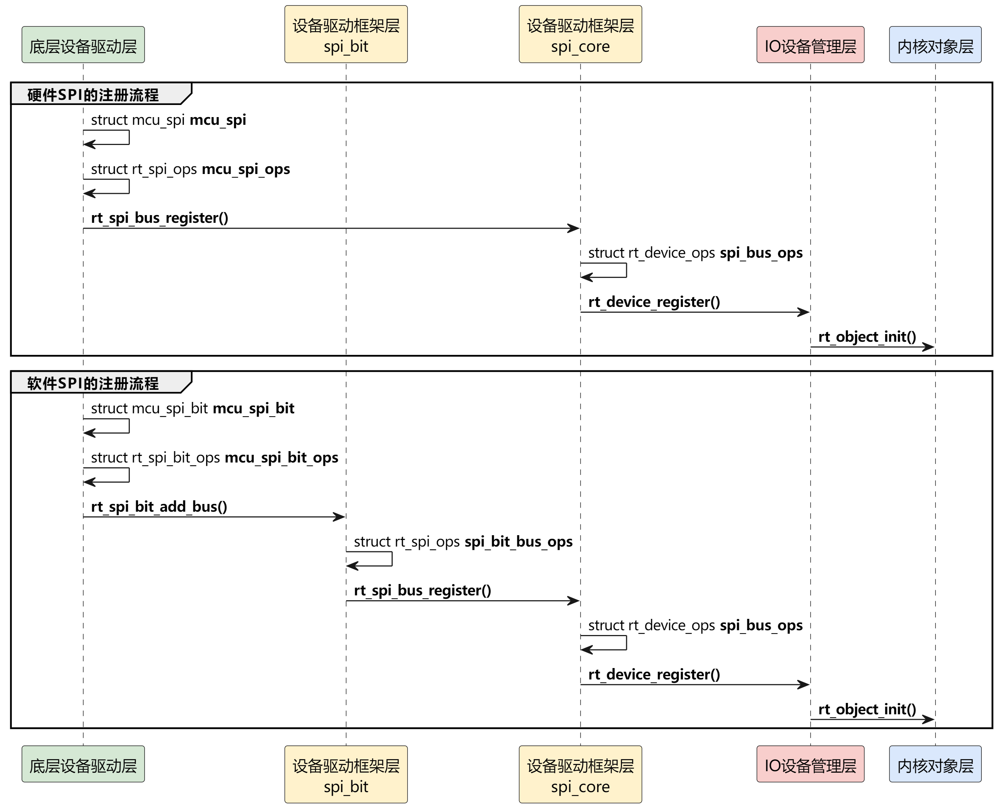 底层设备驱动层
设备驱动框架层
spi_bit
设备驱动框架层
spi_core
IO设备管理层
内核对象层
硬件SPI的注册流程
struct mcu_spi mcu_spi
struct rt_spi_ops mcu_spi_ops
rt_spi_bus_register()
struct rt_device_ops spi_bus_ops
rt_device_register()
rt_object_init()
软件SPI的注册流程
struct mcu_spi_bit mcu_spi_bit
struct rt_spi_bit_ops mcu_spi_bit_ops
rt_spi_bit_add_bus()
struct rt_spi_ops spi_bit_bus_ops
rt_spi_bus_register()
struct rt_device_ops spi_bus_ops
rt_device_register()
rt_object_init()
底层设备驱动层
设备驱动框架层
spi_bit
设备驱动框架层
spi_core
IO设备管理层
内核对象层